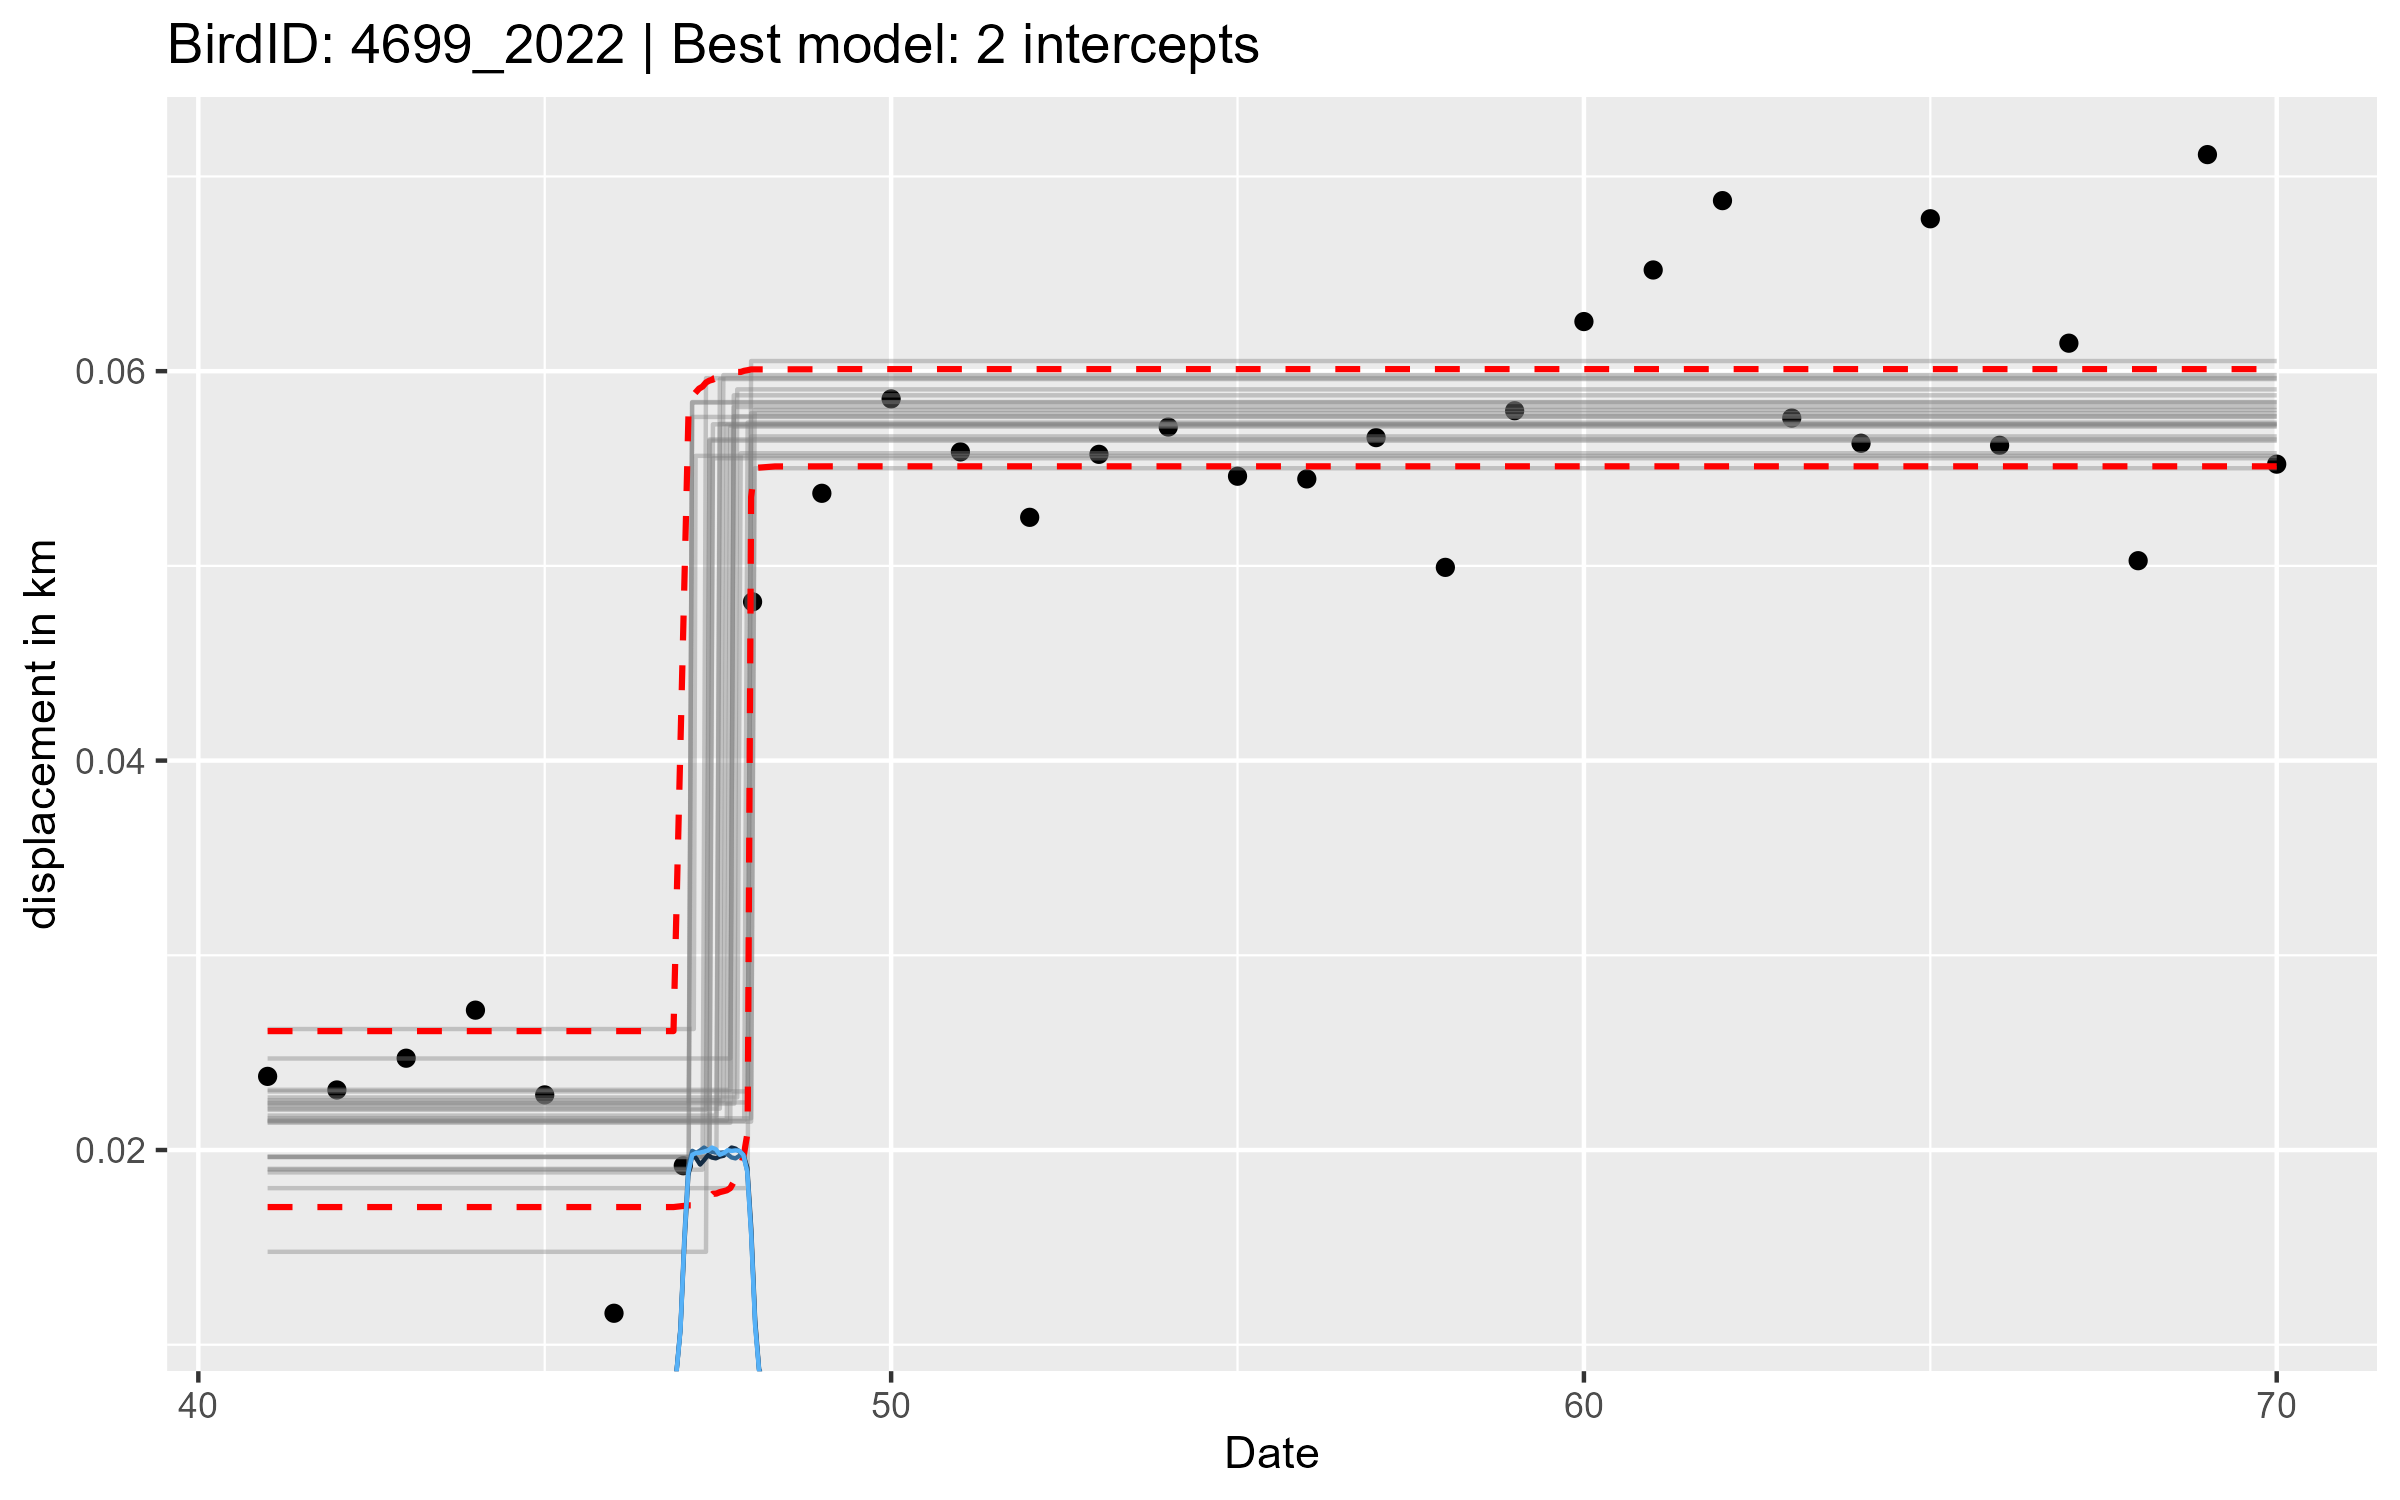 BirdID: 4699_2022 | Best model: 2 intercepts
displacement in km
0.06
0.04
0.02
40 50 60 70
Date